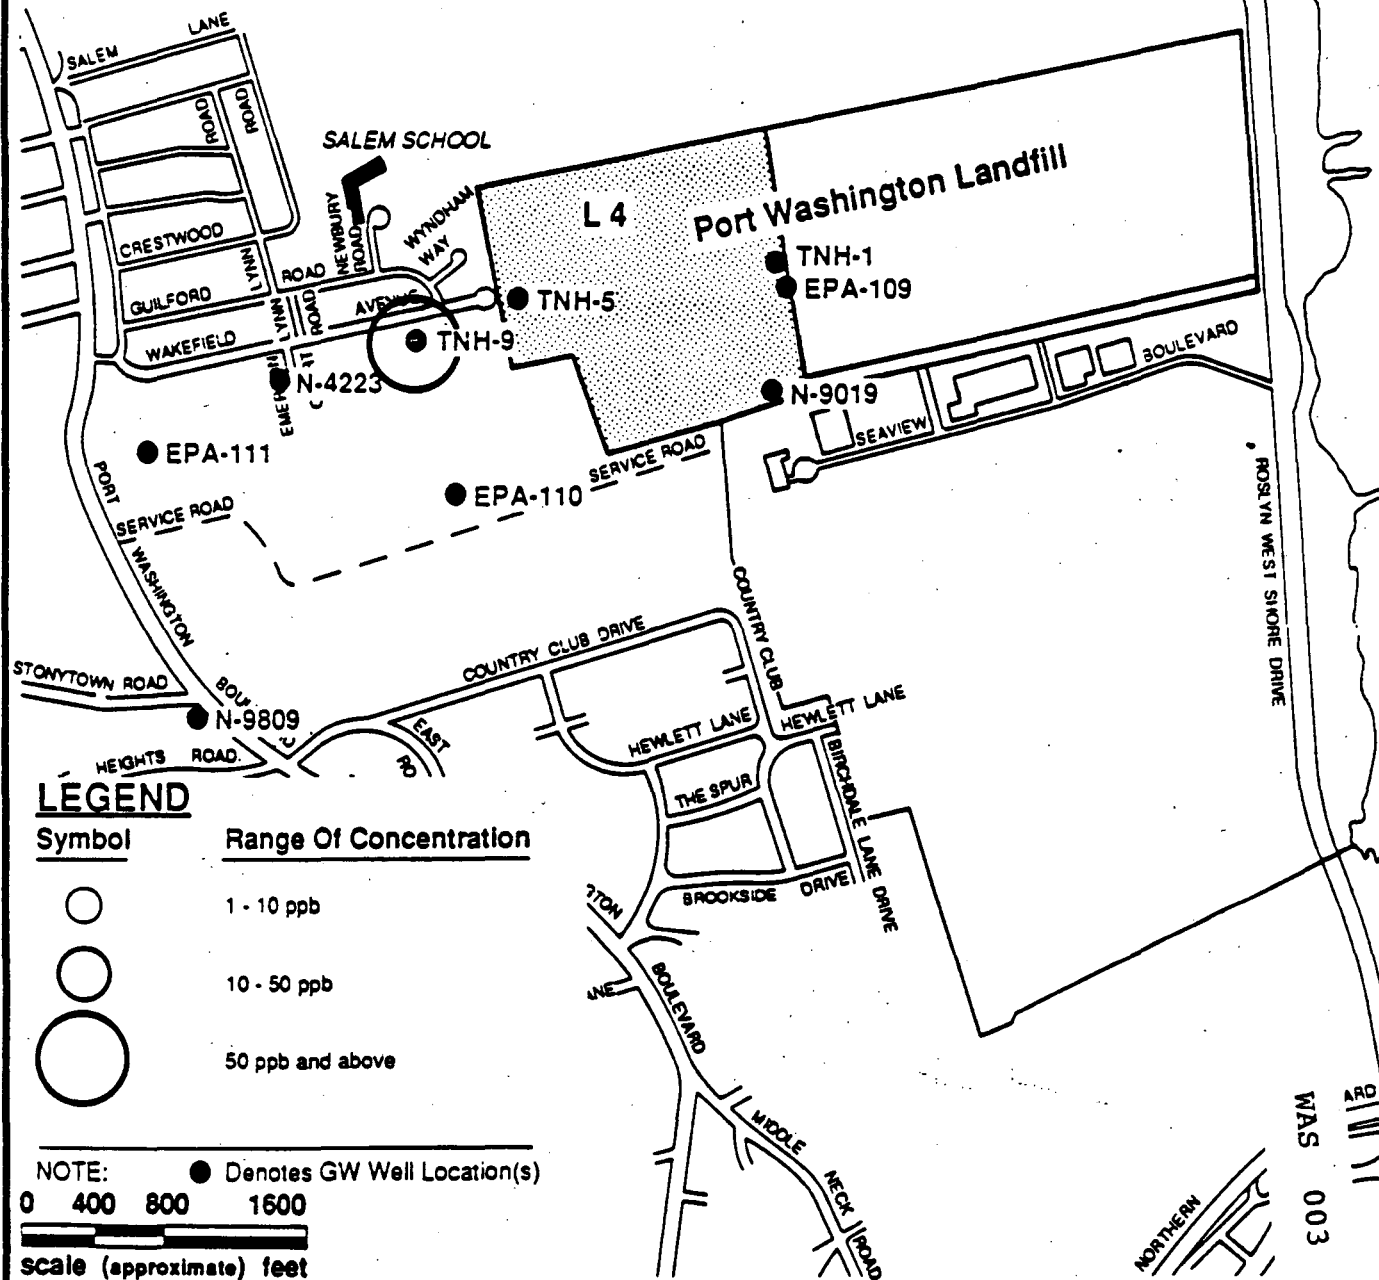 SALEM LANE
ROAD
ROAD
SALEM SCHOOL
CRESTWOOD
LYNN
ROAD
NEWBURY
ROAD
WYNDHAM
WAY
L 4
Port Washington Landfill
TNH-1
EPA-109
GUILFORD
LYNN
ROAD
AVENUE
TNH-5
WAKEFIELD
TNH-9
N-4223
N-9019
BOULEVARD
SEAVIEW
EPA-111
EPA-110
SERVICE ROAD
SERVICE ROAD
PORT
WASHINGTON
ROSLYN WEST SHORE DRIVE
COUNTRY CLUB
COUNTRY CLUB DRIVE
STONYTOWN ROAD
N-9809
HEIGHTS ROAD
EAST
RO
HEWLETT LANE
HEWLETT LANE
THE SPUR
BIRCHDALE LANE DRIVE
BROOKSIDE DRIVE
BOULEVARD
MIDDLE
NECK
ROAD
NORTHERN
ARD
WAS 003
LEGEND
Symbol Range Of Concentration
1 - 10 ppb
10 - 50 ppb
50 ppb and above
NOTE: Denotes GW Well Location(s)
0 400 800 1600
scale (approximate) feet